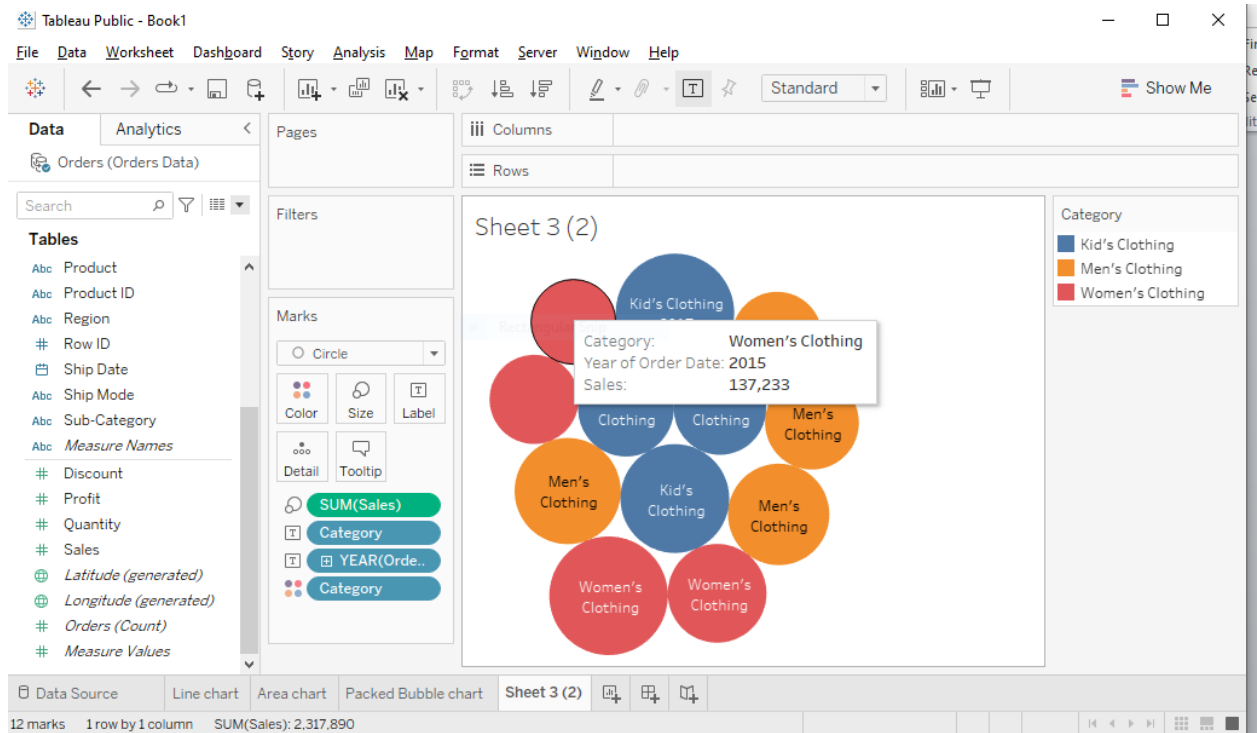 Tableau Public - Book1
File Data Worksheet Dashboard Story Analysis Map Format Server Window Help
Standard
Show Me
Data Analytics
Orders (Orders Data)
Search
Tables
Abc Product
Abc Product ID
Abc Region
# Row ID
Ship Date
Abc Ship Mode
Abc Sub-Category
Abc Measure Names
# Discount
# Profit
# Quantity
# Sales
Latitude (generated)
Longitude (generated)
# Orders (Count)
# Measure Values
Pages
Filters
Marks
Circle
Color Size Label
Detail Tooltip
SUM(Sales)
T Category
T YEAR(Orde..
Category
iii Columns
Rows
Sheet 3 (2)
Kid's Clothing
Rectangular Snip
Category: Women's Clothing
Year of Order Date: 2015
Sales: 137,233
Clothing
Clothing
Men's
Clothing
Men's
Clothing
Kid's
Clothing
Men's
Clothing
Women's
Clothing
Women's
Clothing
Category
Kid's Clothing
Men's Clothing
Women's Clothing
Data Source Line chart Area chart Packed Bubble chart Sheet 3 (2)
12 marks 1 row by 1 column SUM(Sales): 2,317,890